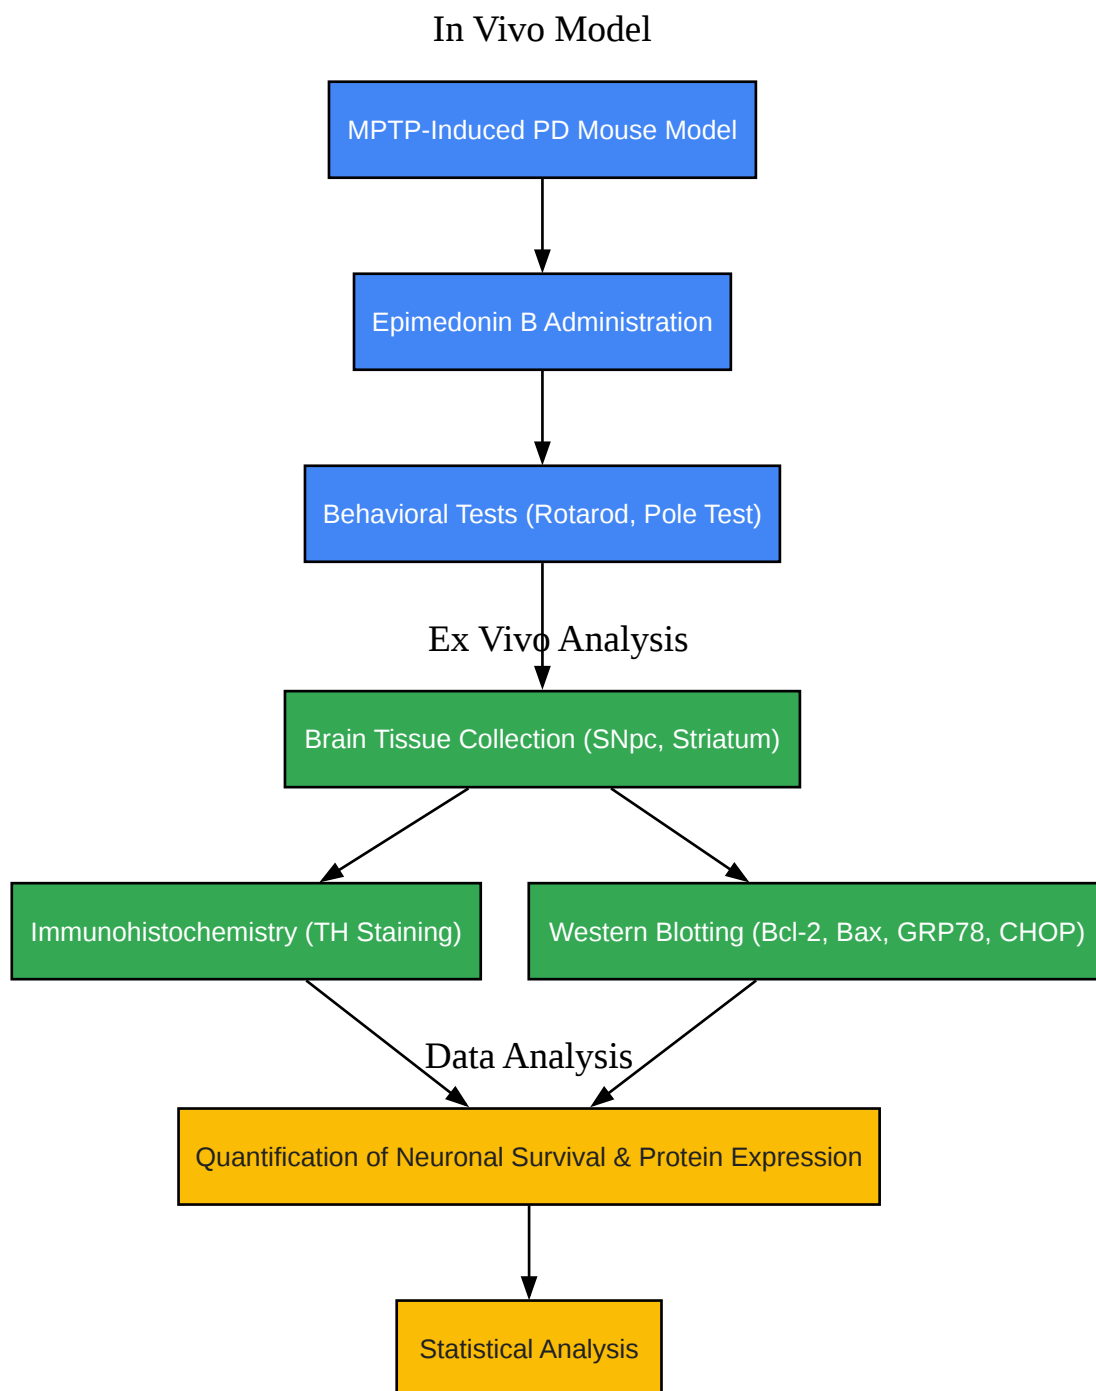 In Vivo Model
MPTP-Induced PD Mouse Model
Epimedonin B Administration
Behavioral Tests (Rotarod, Pole Test)
Ex Vivo Analysis
Brain Tissue Collection (SNpc, Striatum)
Immunohistochemistry (TH Staining)
Western Blotting (Bcl-2, Bax, GRP78, CHOP)
Data Analysis
Quantification of Neuronal Survival & Protein Expression
Statistical Analysis